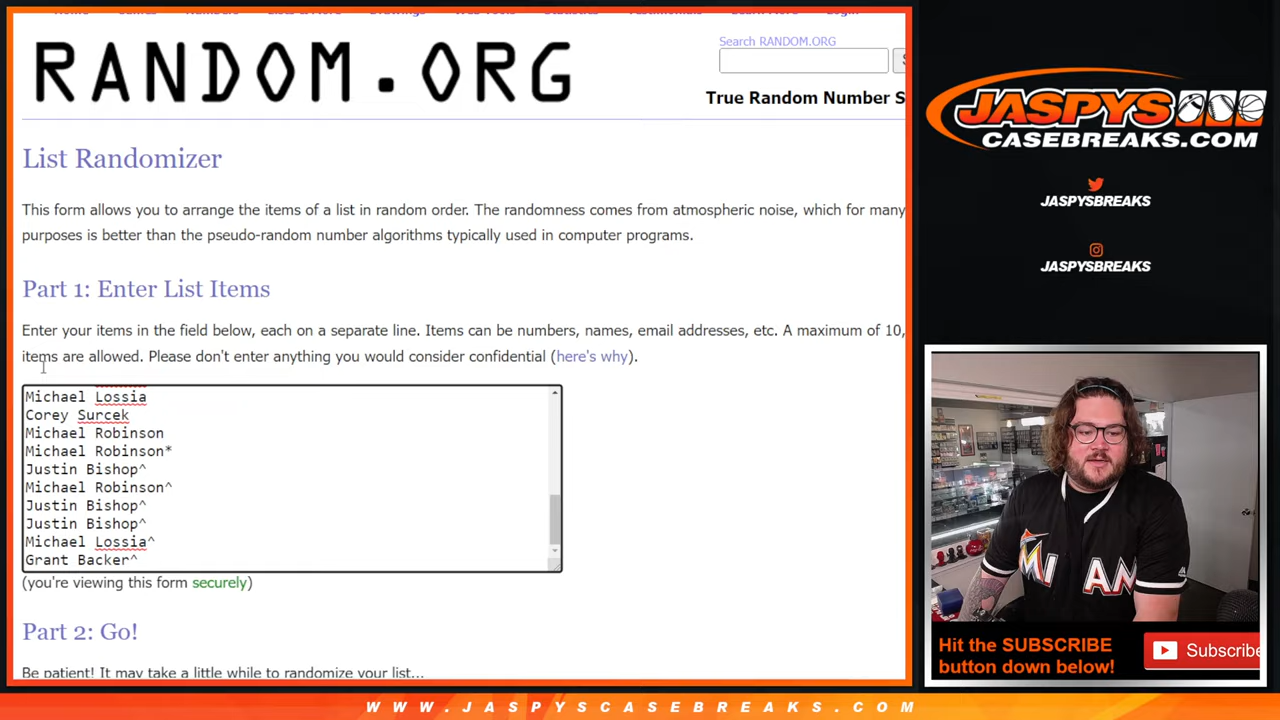 RANDOM.ORG
Search RANDOM.ORG
True Random Number S
List Randomizer
This form allows you to arrange the items of a list in random order. The randomness comes from atmospheric noise, which for many
purposes is better than the pseudo-random number algorithms typically used in computer programs.
Part 1: Enter List Items
Enter your items in the field below, each on a separate line. Items can be numbers, names, email addresses, etc. A maximum of 10,
items are allowed. Please don't enter anything you would consider confidential (here's why).
Michael Lossia
Corey Surcek
Michael Robinson
Michael Robinson*
Justin Bishop^
Michael Robinson^
Justin Bishop^
Justin Bishop^
Michael Lossia^
Grant Backer^
(you're viewing this form securely)
Part 2: Go!
Be patient! It may take a little while to randomize your list...
JASPYS
CASEBREAKS.COM
JASPYSBREAKS
JASPYSBREAKS
MIAM
Hit the SUBSCRIBE
button down below!
Subscribe
WWW.JASPYSCASEBREAKS.COM